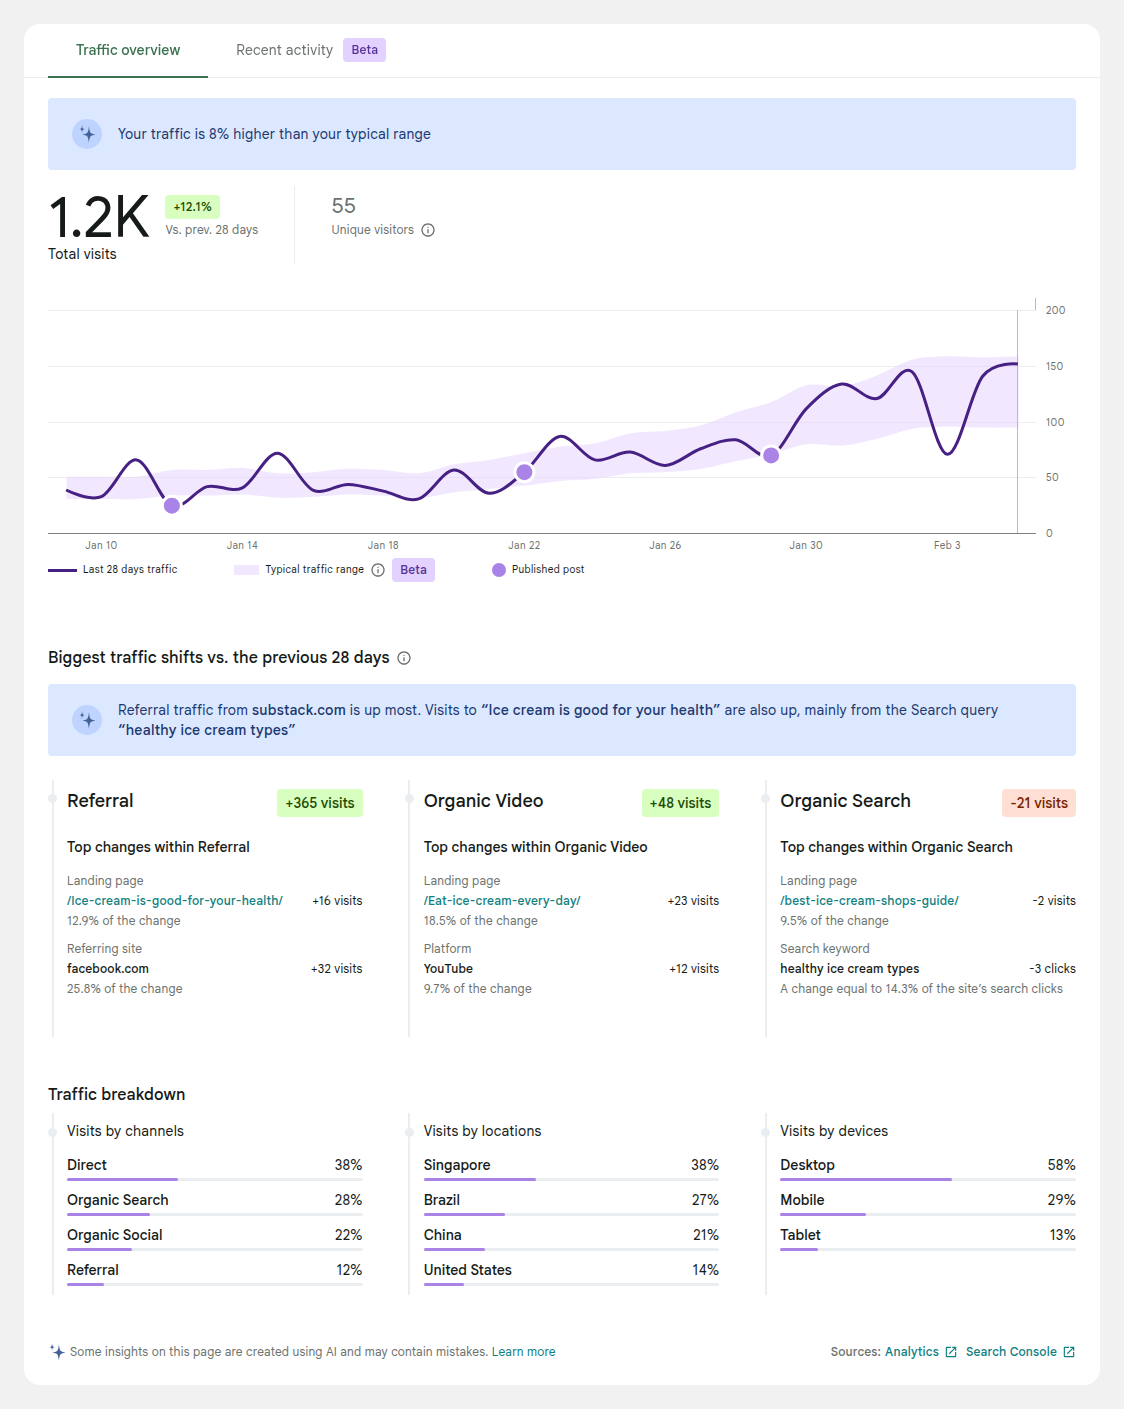 Traffic overview
Recent activity Beta
Your traffic is 8% higher than your typical range
1.2K
+12.1%
Vs. prev. 28 days
Total visits
55
Unique visitors
200
150
100
50
0
Jan 10 Jan 14 Jan 18 Jan 22 Jan 26 Jan 30 Feb 3
Last 28 days traffic Typical traffic range Beta Published post
Biggest traffic shifts vs. the previous 28 days
Referral traffic from substack.com is up most. Visits to “Ice cream is good for your health” are also up, mainly from the Search query
“healthy ice cream types”
Referral +365 visits
Top changes within Referral
Landing page
/Ice-cream-is-good-for-your-health/ +16 visits
12.9% of the change
Referring site
facebook.com +32 visits
25.8% of the change
Organic Video +48 visits
Top changes within Organic Video
Landing page
/Eat-ice-cream-every-day/ +23 visits
18.5% of the change
Platform
YouTube +12 visits
9.7% of the change
Organic Search -21 visits
Top changes within Organic Search
Landing page
/best-ice-cream-shops-guide/ -2 visits
9.5% of the change
Search keyword
healthy ice cream types -3 clicks
A change equal to 14.3% of the site’s search clicks
Traffic breakdown
Visits by channels
Direct 38%
Organic Search 28%
Organic Social 22%
Referral 12%
Visits by locations
Singapore 38%
Brazil 27%
China 21%
United States 14%
Visits by devices
Desktop 58%
Mobile 29%
Tablet 13%
Some insights on this page are created using AI and may contain mistakes. Learn more
Sources: Analytics Search Console